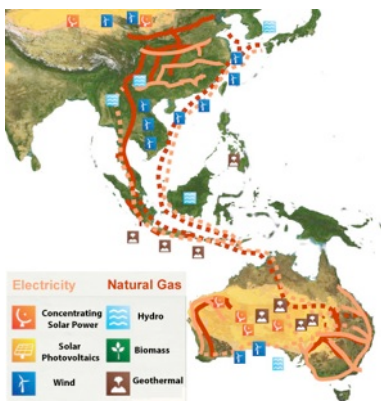 Electricity
Natural Gas
Concentrating
Solar Power
Hydro
Solar
Photovoltaics
Biomass
Wind
Geothermal